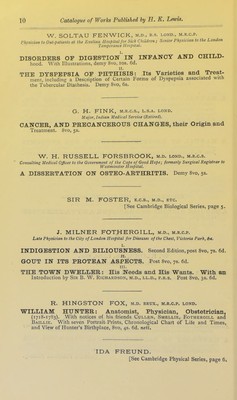 10 Catalogue of Works Published by H. K. Lewis.
W. SOLTAU FENWICK, M.D., B.S. LOND., M.R.C.P.
Physician to Out-patients at the Evelina Hospital for Sick Children; Senior Physician to the London
Temperance Hospital.
I.
DISORDERS OF DIGESTION IN INFANCY AND CHILD-
hood. With Illustrations, demy 8vo, 10s. 6d.
II.
THE DYSPEPSIA OF PHTHISIS: Its Varieties and Treat-
ment, including a Description of Certain Forms of Dyspepsia associated with
the Tubercular Diathesis. Demy 8vo, 6s.
G. H. FINK, M.R.C.S., L.S.A. LOND.
Major, Indian Medical Service (Retired).
CANCER, AND PRECANCEROUS CHANGES, their Origin and
Treatment. 8vo, 5s.
W. H. RUSSELL FORSBROOK, M.D. LOND., M.R.C.S.
Consulting Medical Officer to the Government of the Cape of Good Hope; formerly Surgical Registrar to
Westminster Hospital.
A DISSERTATION ON OSTEO-ARTHRITIS. Demy 8vo, 5s.
SIR M. FOSTER, K.C.B., M.D., ETC.
[See Cambridge Biological Series, page 5.
J. MILNER FOTHERGILL, M.D., M.R.C.P.
Late Physician to the City of London Hospital for Diseases of the Chest, Victoria Park, &c.
I.
INDIGESTION AND BILIOUSNESS. Second Edition, post 8vo, 7s. 6d.
II.
GOUT IN ITS PROTEAN ASPECTS. Post 8vo, 7s. 6d.
III.
THE TOWN DWELLER: His Needs and His Wants. With an
Introduction by Sir B. W. RICHARDSON, M.D., LL.D., F.R.S. Post 8vo, 3s. 6d.
R. HINGSTON FOX, M.D. BRUX., M.R.C.P. LOND.
WILLIAM HUNTER: Anatomist, Physician, Obstetrician,
(1718-1783). With notices of his friends CULLEN, SMELLIE, FOTHERGILL and
BAILLIE. With seven Portrait Prints, Chronological Chart of Life and Times,
and View of Hunter's Birthplace, 8vo, 4s. 6d. nett.
IDA FREUND.
[See Cambridge Physical Series, page 6.